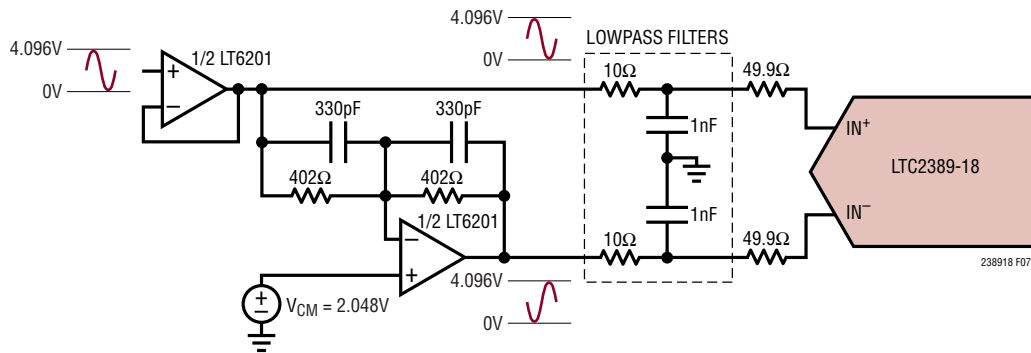 4.096V
0V
1/2 LT6201
4.096V
0V
LOWPASS FILTERS
10Ω
49.9Ω
330pF
330pF
1nF
IN+
402Ω
402Ω
LTC2389-18
1nF
1/2 LT6201
IN–
10Ω
49.9Ω
VCM = 2.048V
4.096V
0V
238918 F07